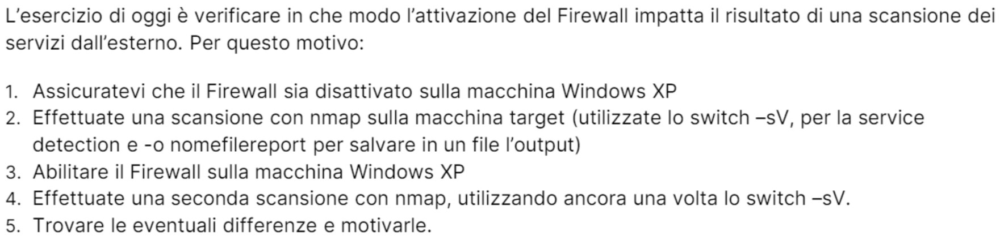 L’esercizio di oggi è verificare in che modo l’attivazione del Firewall impatta il risultato di una scansione dei
servizi dall’esterno. Per questo motivo:
1. Assicuratevi che il Firewall sia disattivato sulla macchina Windows XP
2. Effettuate una scansione con nmap sulla macchina target (utilizzate lo switch –sV, per la service
detection e -o nomefilereport per salvare in un file l’output)
3. Abilitare il Firewall sulla macchina Windows XP
4. Effettuate una seconda scansione con nmap, utilizzando ancora una volta lo switch –sV.
5. Trovare le eventuali differenze e motivarle.